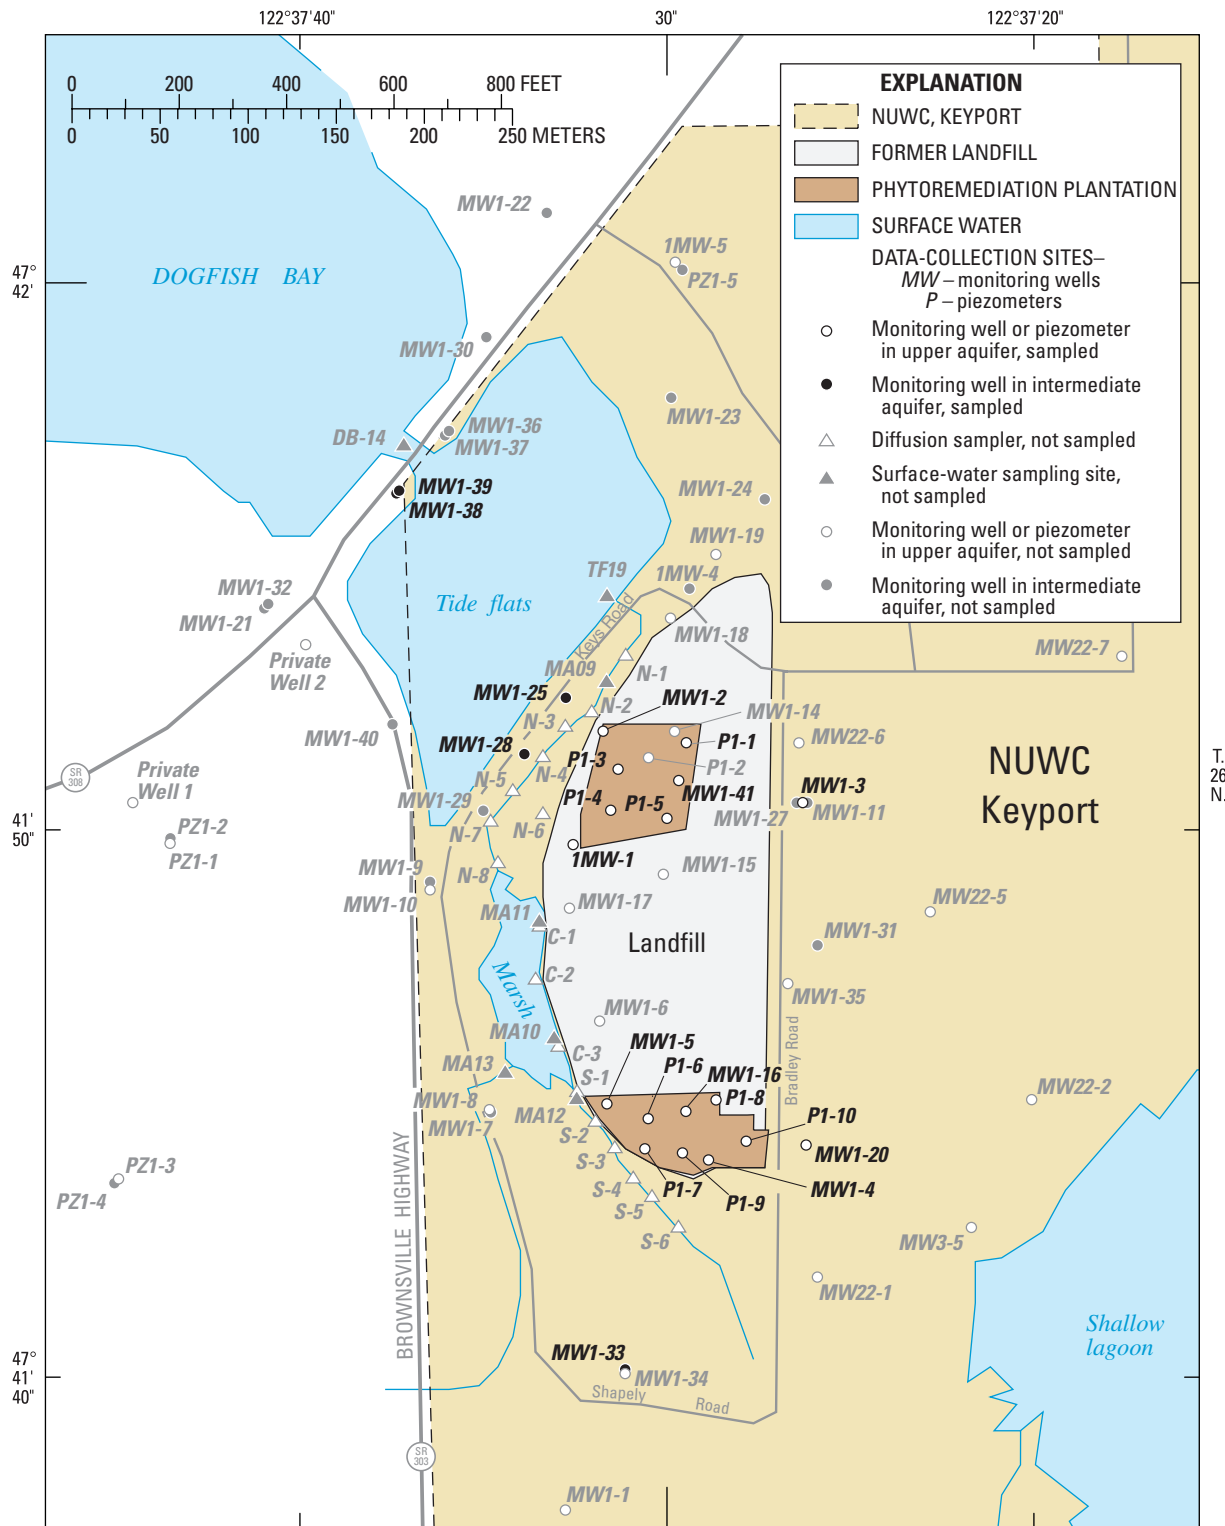 122°37'40"
30"
122°37'20"
0 200 400 600 800 FEET
0 50 100 150 200 250 METERS
EXPLANATION
NUWC, KEYPORT
FORMER LANDFILL
PHYTOREMEDIATION PLANTATION
SURFACE WATER
DATA-COLLECTION SITES–
MW – monitoring wells
P – piezometers
Monitoring well or piezometer
in upper aquifer, sampled
Monitoring well in intermediate
aquifer, sampled
Diffusion sampler, not sampled
Surface-water sampling site,
not sampled
Monitoring well or piezometer
in upper aquifer, not sampled
Monitoring well in intermediate
aquifer, not sampled
MW1-22
1MW-5
PZ1-5
47°
42'
DOGFISH BAY
MW1-30
MW1-23
MW1-36
DB-14
MW1-37
MW1-39
MW1-24
MW1-38
MW1-19
TF19
1MW-4
MW1-32
Tide flats
MW1-21
Keys Road
MW1-18
Private
Well 2
MW22-7
MA09
N-1
MW1-25
MW1-2
N-2
MW1-14
N-3
MW1-40
P1-1
MW22-6
MW1-28
P1-3
P1-2
NUWC
Keyport
T.
26
N.
SR
308
Private
Well 1
N-4
N-5
MW1-41
MW1-3
P1-4
P1-5
MW1-29
MW1-27
MW1-11
N-6
N-7
41'
50"
PZ1-2
PZ1-1
1MW-1
MW1-9
N-8
MW1-15
MW1-10
MW1-17
MA11
MW22-5
C-1
Landfill
MW1-31
Marsh
C-2
MW1-35
MW1-6
MA10
MW1-5
C-3
P1-6
Bradley Road
MA13
S-1
MW1-16
MW22-2
MW1-8
P1-8
MA12
MW1-7
P1-10
S-2
MW1-20
S-3
PZ1-3
PZ1-4
S-4
P1-7
P1-9
MW1-4
S-5
BROWNSVILLE HIGHWAY
S-6
MW3-5
MW22-1
Shallow
lagoon
MW1-33
47°
41'
40"
MW1-34
Shapely Road
SR
303
MW1-1